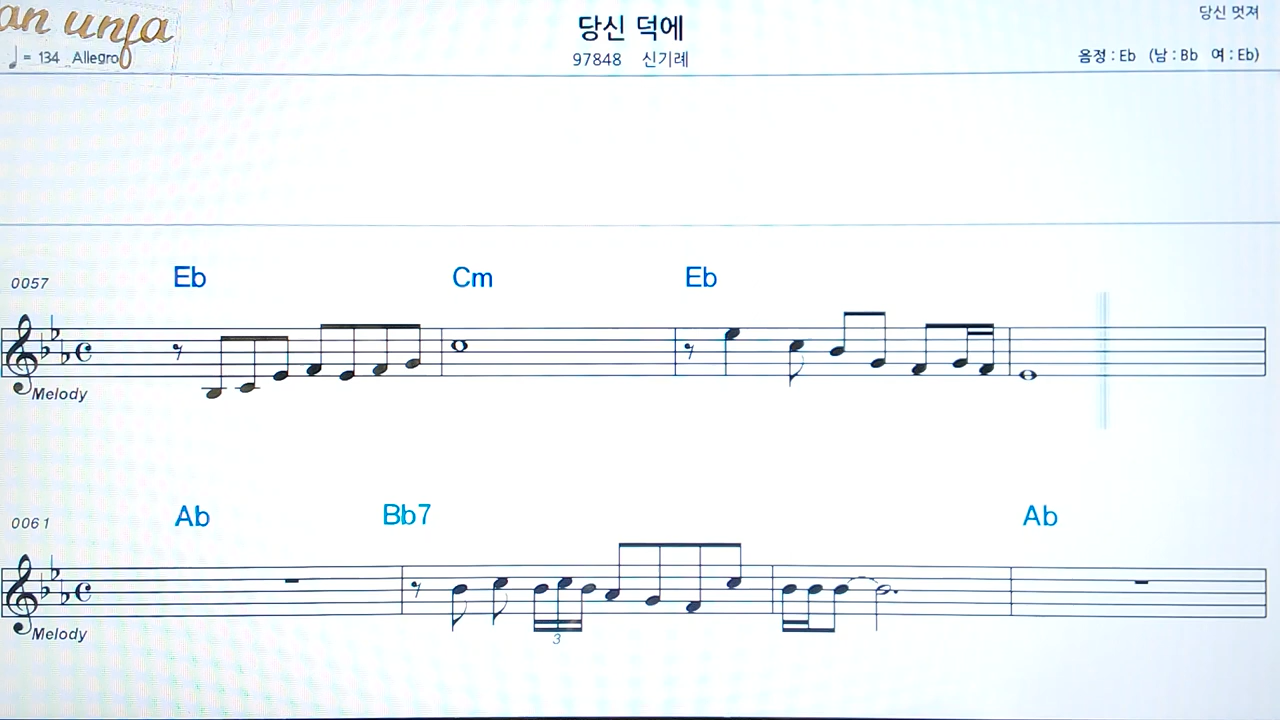 an unja
당신 덕에
당신 멋져
♩ = 134 Allegro
97848 신기례
음정 : Eb (남 : Bb 여 : Eb)
Eb Cm Eb
0057
Melody
Ab Bb7 Ab
0061
3
Melody